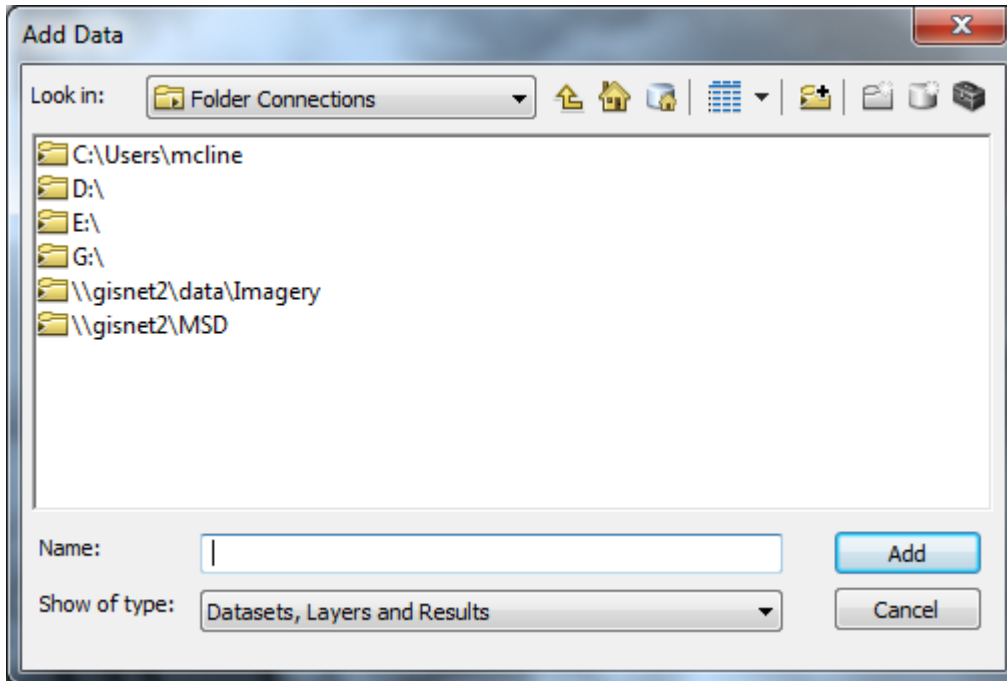 Add Data
Look in: Folder Connections
C:\Users\mcline
D:\
E:\
G:\
\\gisnet2\data\Imagery
\\gisnet2\MSD
Name: Add
Show of type: Datasets, Layers and Results Cancel